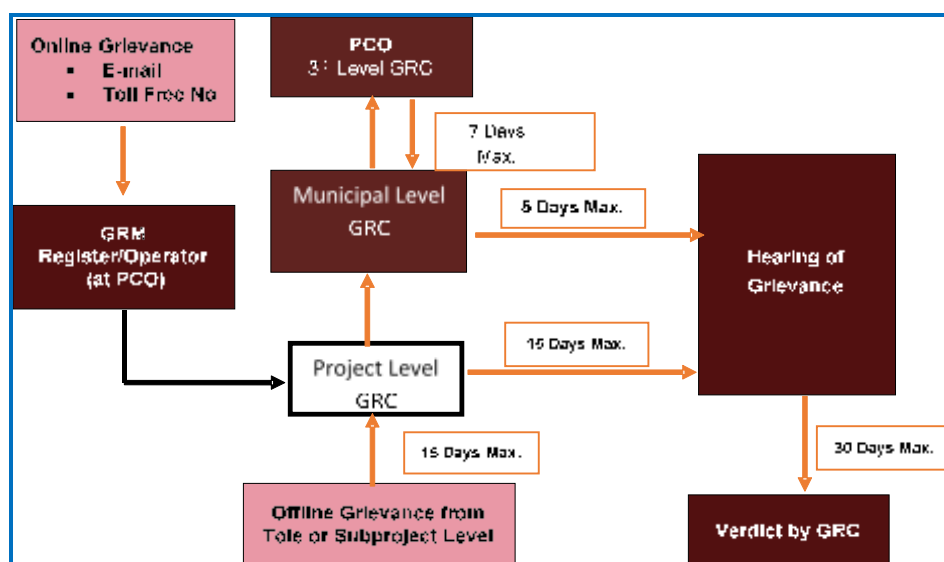 Online Grievance
▪ E-mail
▪ Toll Free No
PCO
Level GRC
7 Days
Max.
Municipal Level
GRC
5 Days Max.
GRM
Register/Operator
(at PCO)
Hearing of
Grievance
15 Days Max.
Project Level
GRC
15 Days Max.
30 Days Max.
Offline Grievance from
Tole or Subproject Level
Verdict by GRC